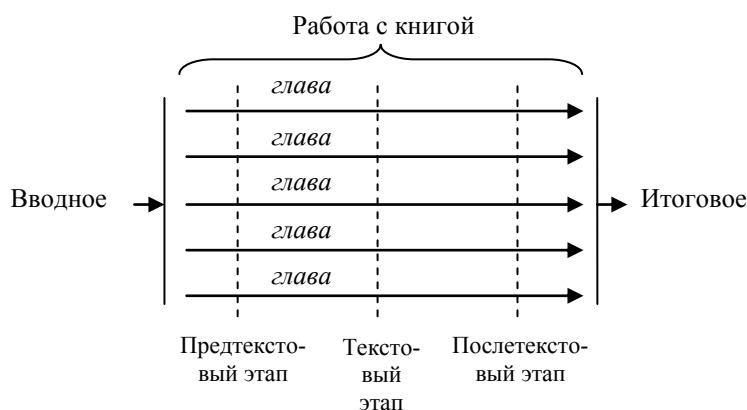 Работа с книгой
глава
глава
Вводное
глава
Итоговое
глава
глава
Предтексто-
вый этап
Тексто-
вый
этап
Послетексто-
вый этап